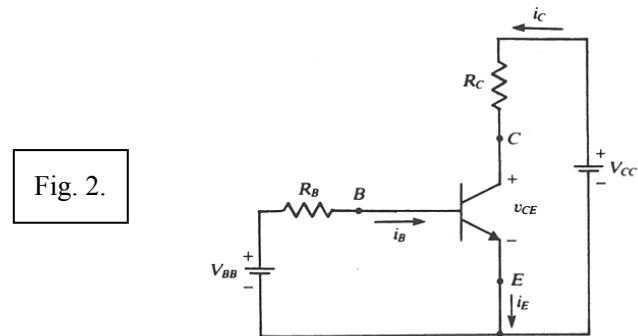 Fig. 2.
i_C
R_C
C
+
V_CC
−
+
v_CE
−
R_B
B
i_B
+
V_BB
−
E
i_E